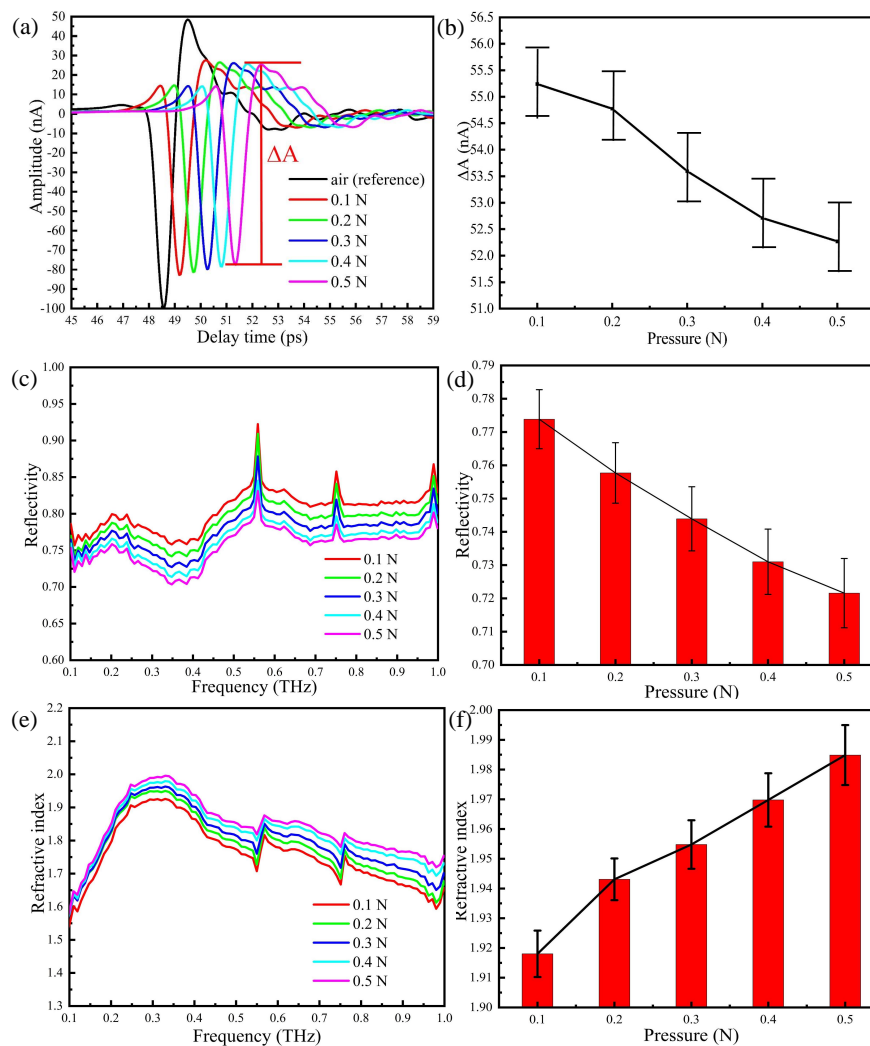 (a)
50
40
30
20
10
0
-10
-20
-30
-40
-50
-60
-70
-80
-90
-100
Amplitude (nA)
45 46 47 48 49 50 51 52 53 54 55 56 57 58 59
Delay time (ps)
ΔA
air (reference)
0.1 N
0.2 N
0.3 N
0.4 N
0.5 N
(b)
56.5
56.0
55.5
55.0
54.5
54.0
53.5
53.0
52.5
52.0
51.5
51.0
ΔA (nA)
0.1 0.2 0.3 0.4 0.5
Pressure (N)
(c)
1.00
0.95
0.90
0.85
0.80
0.75
0.70
0.65
0.60
Reflectivity
0.1 0.2 0.3 0.4 0.5 0.6 0.7 0.8 0.9 1.0
Frequency (THz)
0.1 N
0.2 N
0.3 N
0.4 N
0.5 N
(d)
0.79
0.78
0.77
0.76
0.75
0.74
0.73
0.72
0.71
0.70
Reflectivity
0.1 0.2 0.3 0.4 0.5
Pressure (N)
(e)
2.2
2.1
2.0
1.9
1.8
1.7
1.6
1.5
1.4
1.3
Refractive index
0.1 0.2 0.3 0.4 0.5 0.6 0.7 0.8 0.9 1.0
Frequency (THz)
0.1 N
0.2 N
0.3 N
0.4 N
0.5 N
(f)
2.00
1.99
1.98
1.97
1.96
1.95
1.94
1.93
1.92
1.91
1.90
Retractive index
0.1 0.2 0.3 0.4 0.5
Pressure (N)